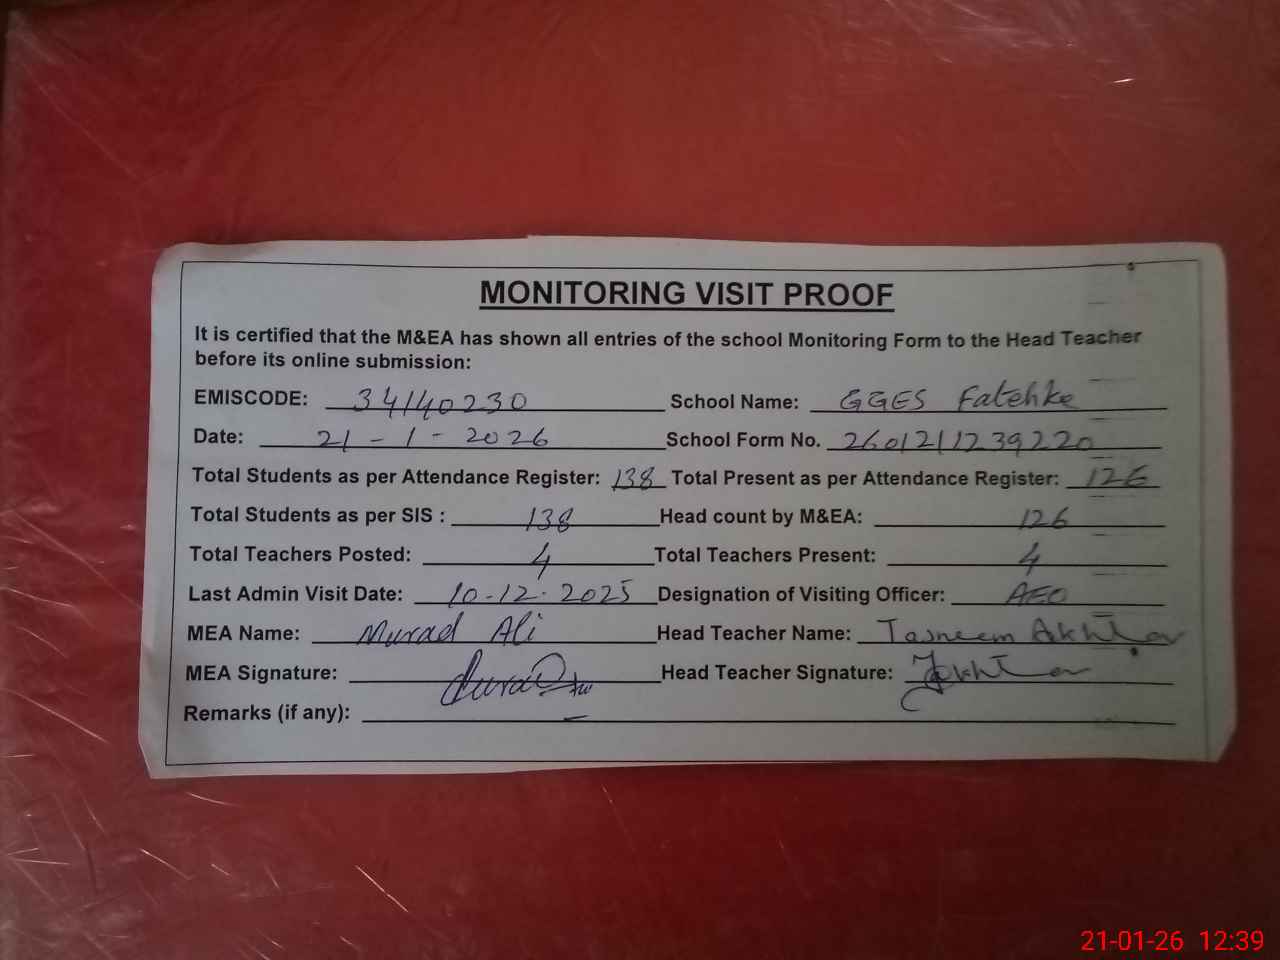 MONITORING VISIT PROOF
It is certified that the M&EA has shown all entries of the school Monitoring Form to the Head Teacher
before its online submission:
EMISCODE: 34140230 School Name: GGES Fatehke
Date: 21-1-2026 School Form No. 2601211239220
Total Students as per Attendance Register: 138 Total Present as per Attendance Register: 126
Total Students as per SIS : 138 Head count by M&EA: 126
Total Teachers Posted: 4 Total Teachers Present: 4
Last Admin Visit Date: 10-12-2025 Designation of Visiting Officer: AEO
MEA Name: Murad Ali Head Teacher Name: Tasneem Akhtar
MEA Signature: Head Teacher Signature:
Remarks (if any): —
21-01-26 12:39